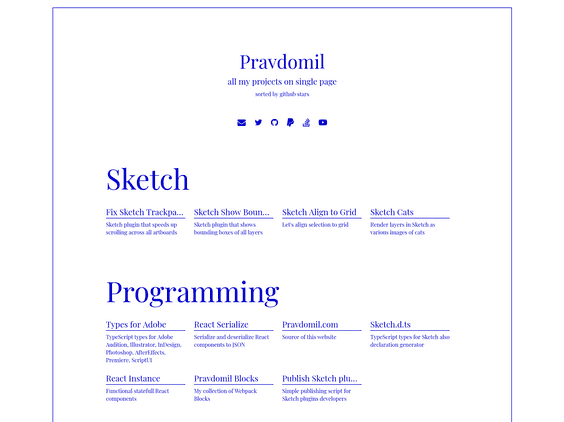 Pravdomil
all my projects on single page
sorted by github stars
Sketch
Fix Sketch Trackpa...
Sketch plugin that speeds up
scrolling across all artboards
Sketch Show Boun...
Sketch plugin that shows
bounding boxes of all layers
Sketch Align to Grid
Let's align selection to grid
Sketch Cats
Render layers in Sketch as
various images of cats
Programming
Types for Adobe
TypeScript types for Adobe
Audition, Illustrator, InDesign,
Photoshop, AfterEffects,
Premiere, ScriptUI
React Serialize
Serialize and deserialize React
components to JSON
Pravdomil.com
Source of this website
Sketch.d.ts
TypeScript types for Sketch also
declaration generator
React Instance
Functional statefull React
components
Pravdomil Blocks
My collection of Webpack
Blocks
Publish Sketch plu...
Simple publishing script for
Sketch plugins developers